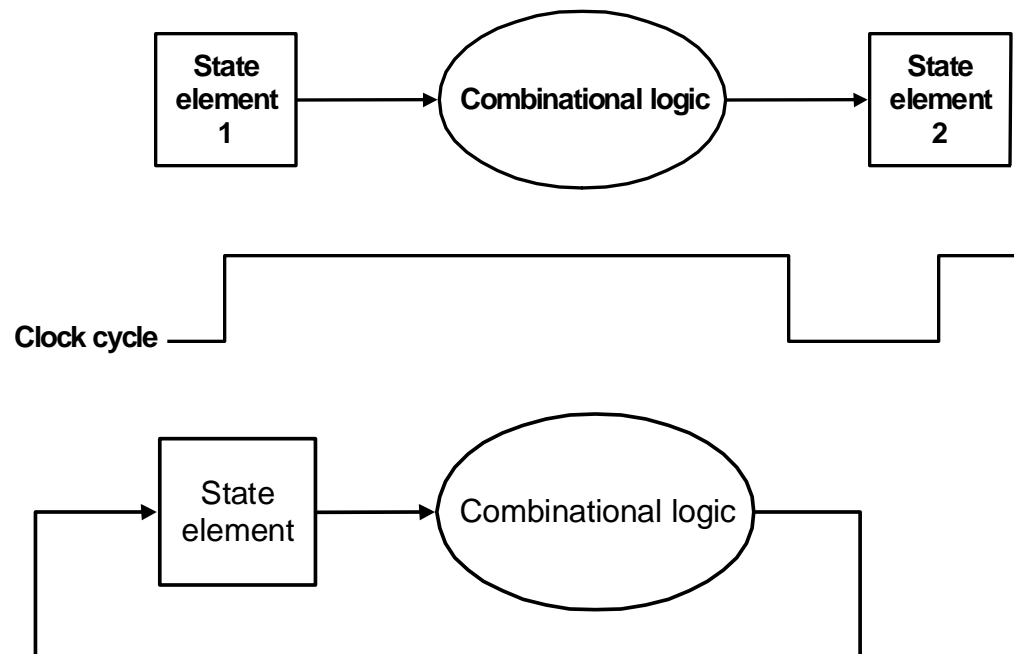 State
element
1
Combinational logic
State
element
2
Clock cycle
State
element
Combinational logic